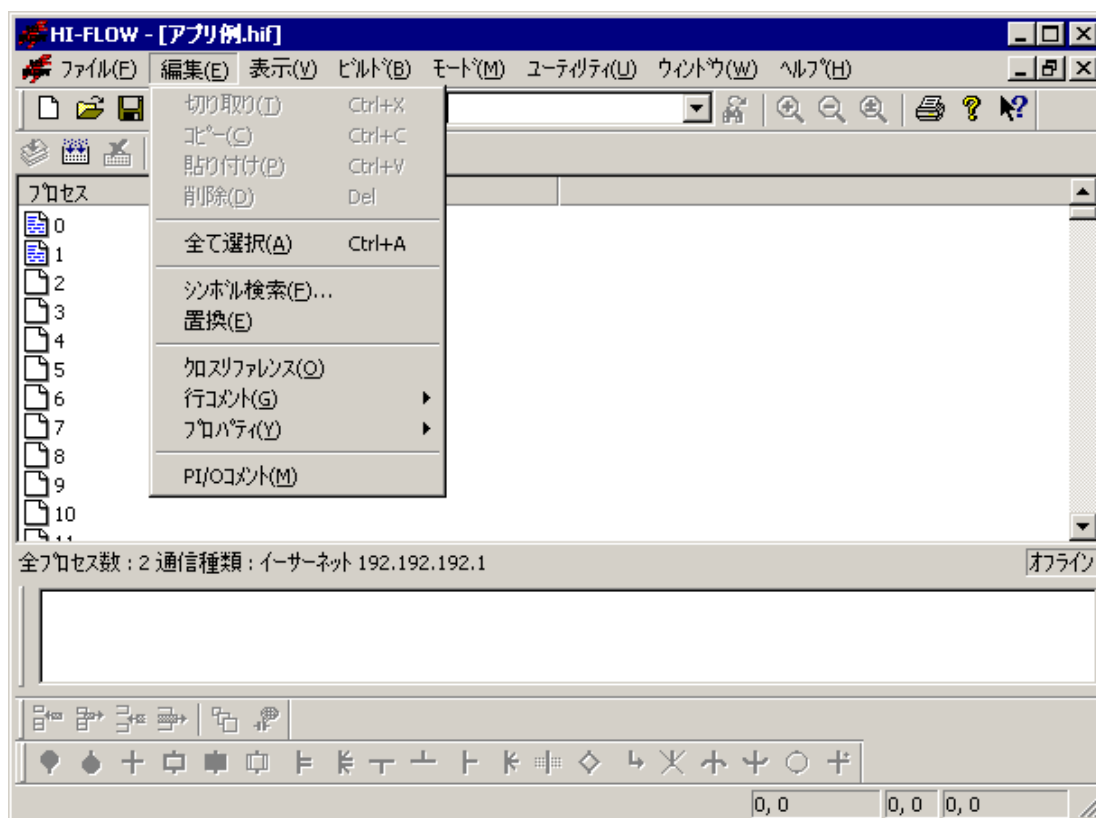 HI-FLOW - [アプリ例.hif]
ﾌｧｲﾙ(F) 編集(E) 表示(V) ﾋﾞﾙﾄﾞ(B) ﾓｰﾄﾞ(M) ﾕｰﾃｨﾘﾃｨ(U) ｳｨﾝﾄﾞｳ(W) ﾍﾙﾌﾟ(H)
切り取り(T) Ctrl+X
ｺﾋﾟｰ(C) Ctrl+C
貼り付け(P) Ctrl+V
削除(D) Del
全て選択(A) Ctrl+A
ｼﾝﾎﾞﾙ検索(F)...
置換(E)
ｸﾛｽﾘﾌｧﾚﾝｽ(O)
行ｺﾒﾝﾄ(G)
ﾌﾟﾛﾊﾟﾃｨ(Y)
PI/Oｺﾒﾝﾄ(M)
ﾌﾟﾛｾｽ
0
1
2
3
4
5
6
7
8
9
10
11
全ﾌﾟﾛｾｽ数 : 2 通信種類 : ｲｰｻｰﾈｯﾄ 192.192.192.1
ｵﾌﾗｲﾝ
0, 0 0, 0 0, 0